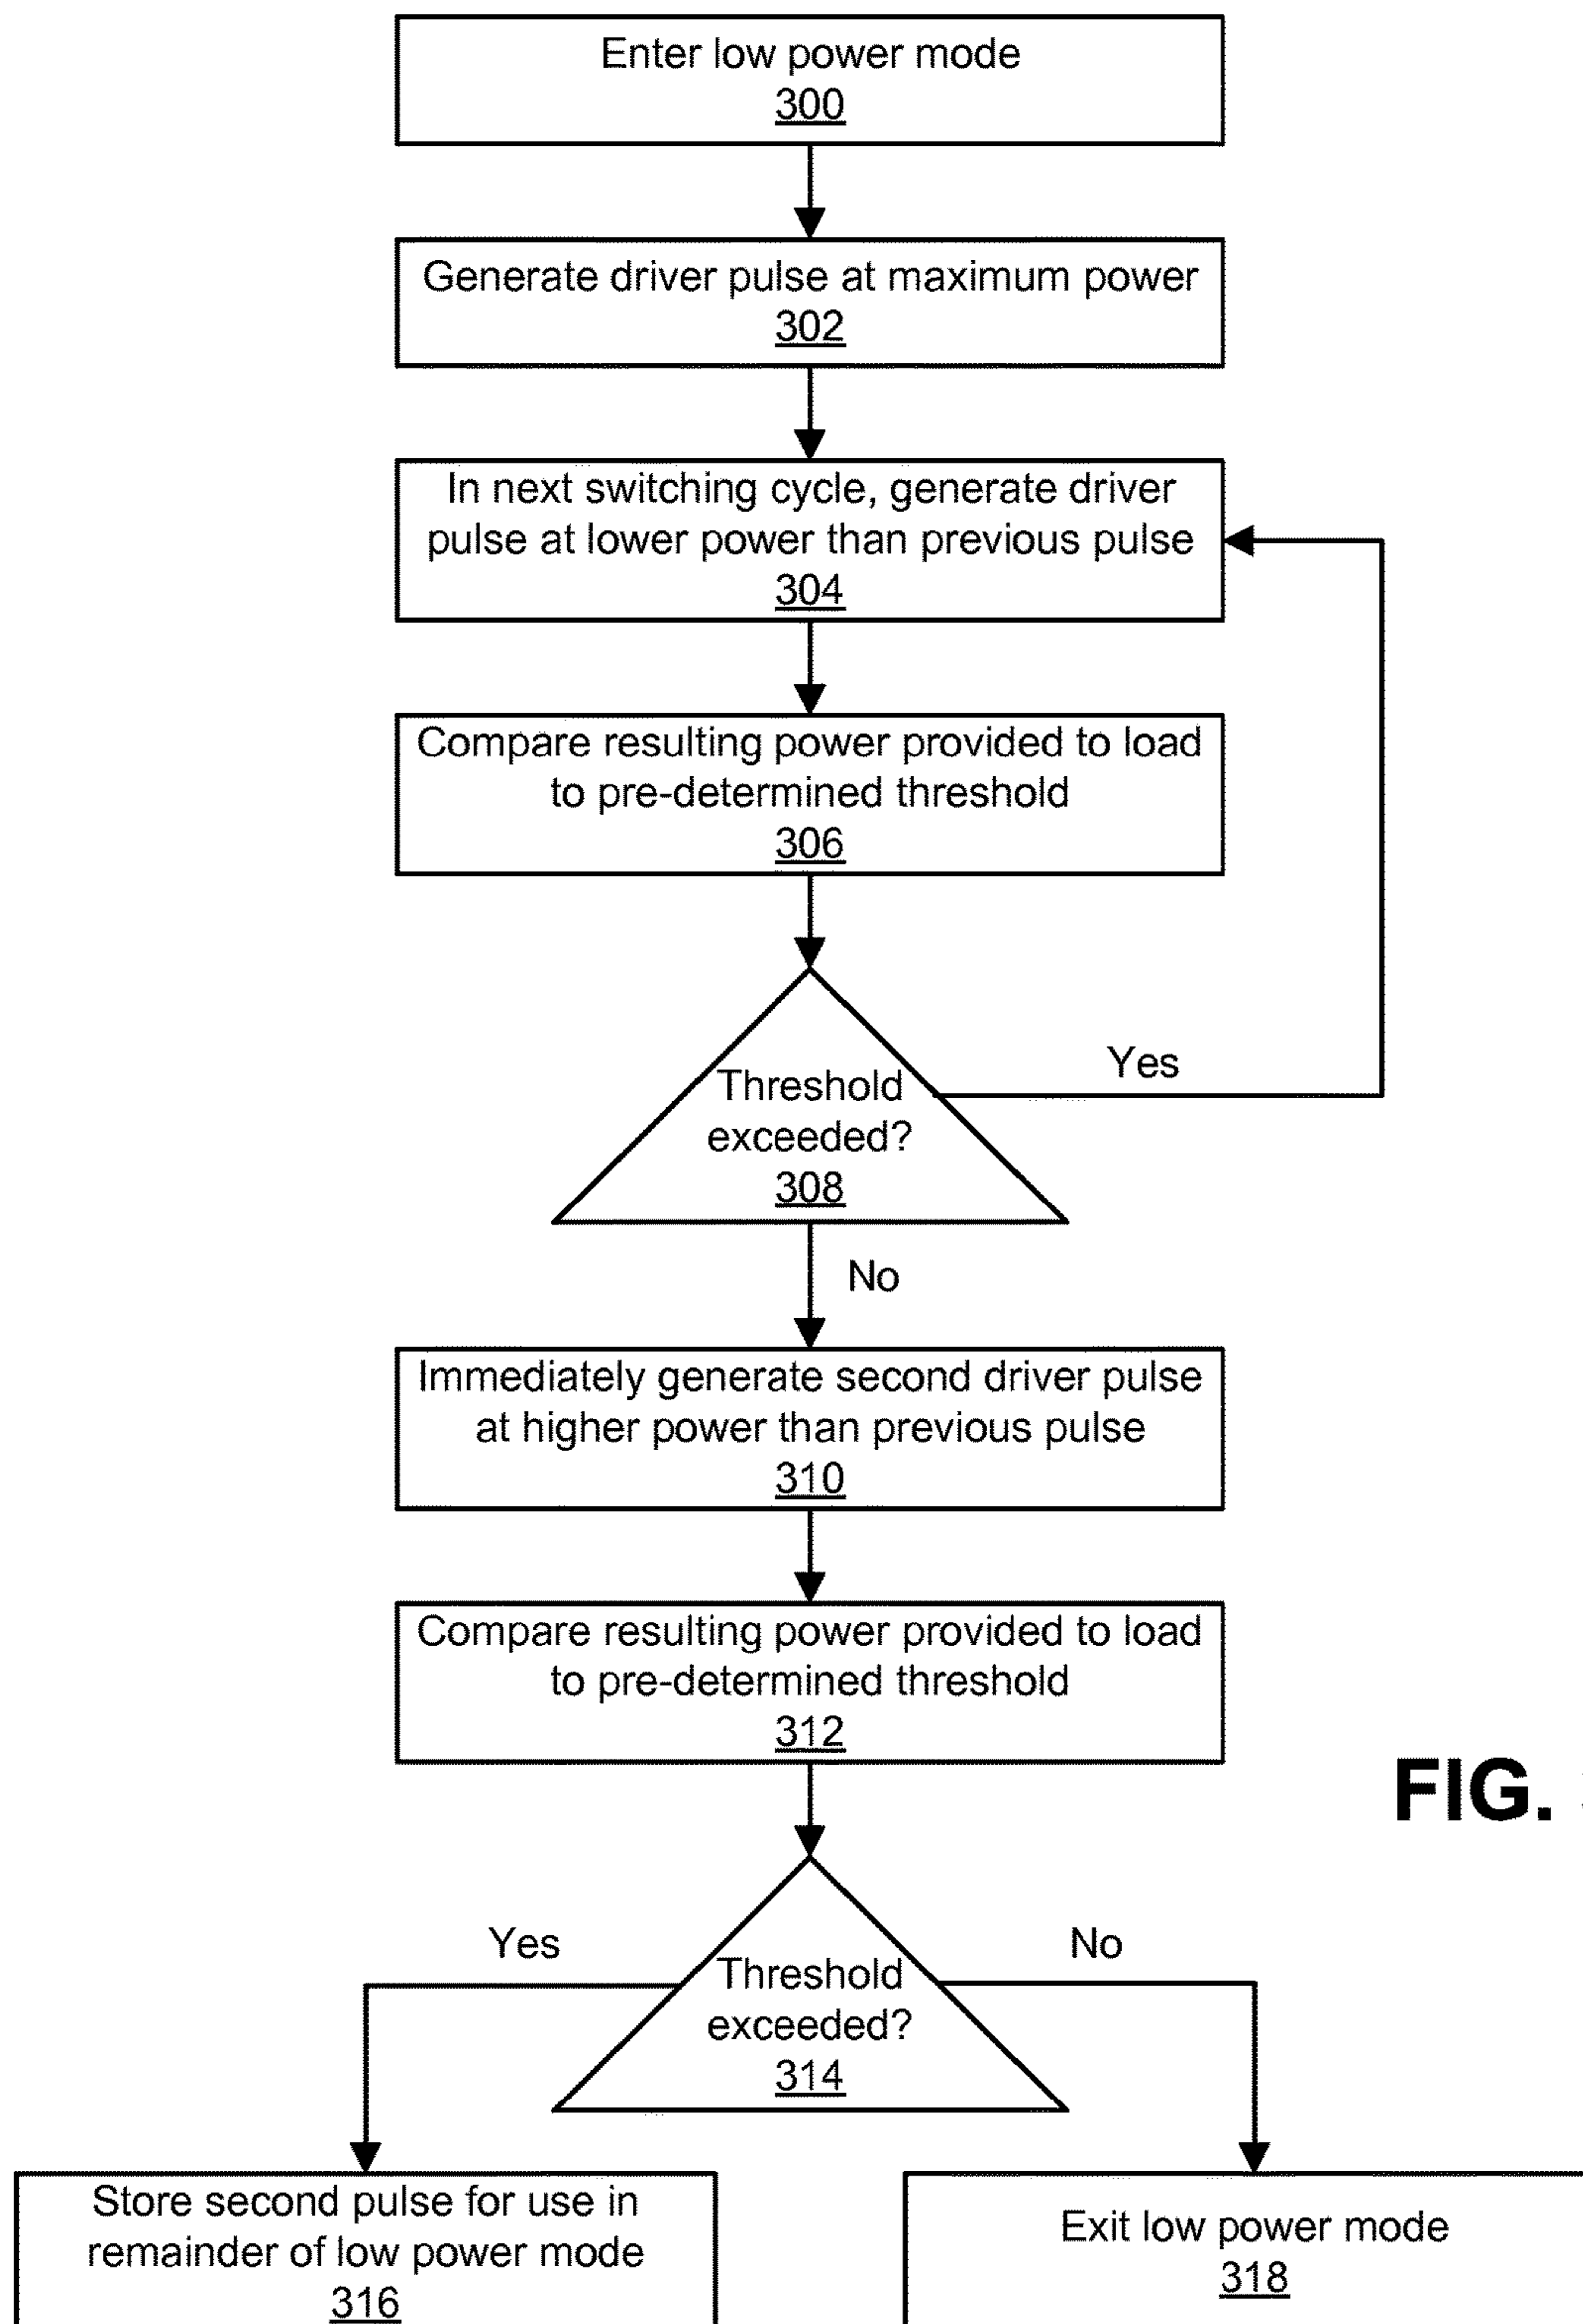 Enter low power mode
300
Generate driver pulse at maximum power
302
In next switching cycle, generate driver
pulse at lower power than previous pulse
304
Compare resulting power provided to load
to pre-determined threshold
306
Threshold
exceeded?
308
Yes
No
Immediately generate second driver pulse
at higher power than previous pulse
310
Compare resulting power provided to load
to pre-determined threshold
312
FIG.
Yes
No
Threshold
exceeded?
314
Store second pulse for use in
remainder of low power mode
316
Exit low power mode
318